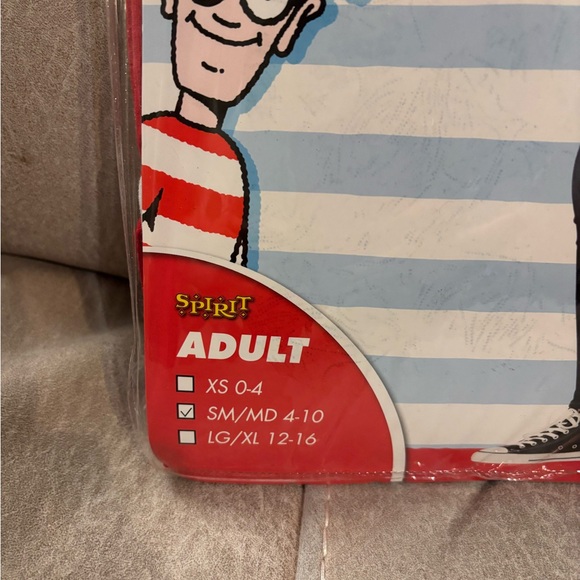 SPIRIT
ADULT
XS 0-4
SM/MD 4-10
LG/XL 12-16